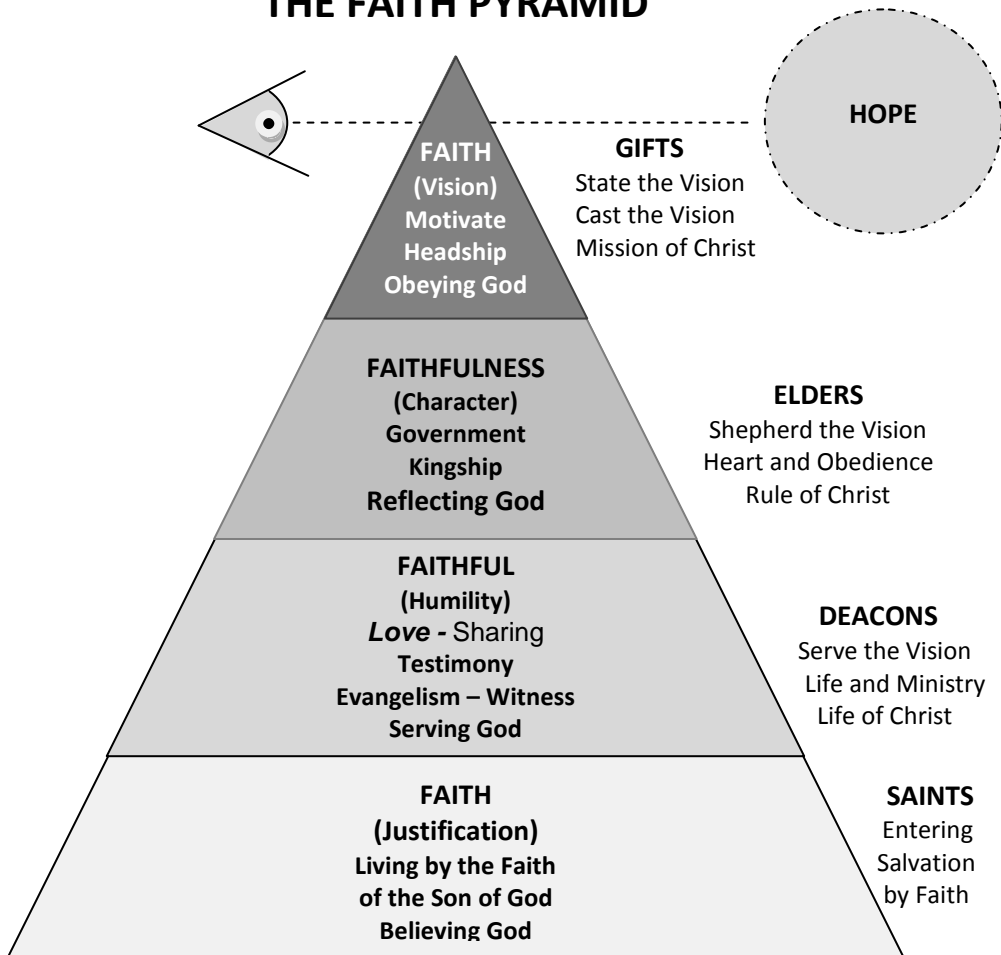 THE FAITH PYRAMID
HOPE
FAITH
(Vision)
Motivate
Headship
Obeying God
GIFTS
State the Vision
Cast the Vision
Mission of Christ
FAITHFULNESS
(Character)
Government
Kingship
Reflecting God
ELDERS
Shepherd the Vision
Heart and Obedience
Rule of Christ
FAITHFUL
(Humility)
Love - Sharing
Testimony
Evangelism – Witness
Serving God
DEACONS
Serve the Vision
Life and Ministry
Life of Christ
FAITH
(Justification)
Living by the Faith
of the Son of God
Believing God
SAINTS
Entering
Salvation
by Faith